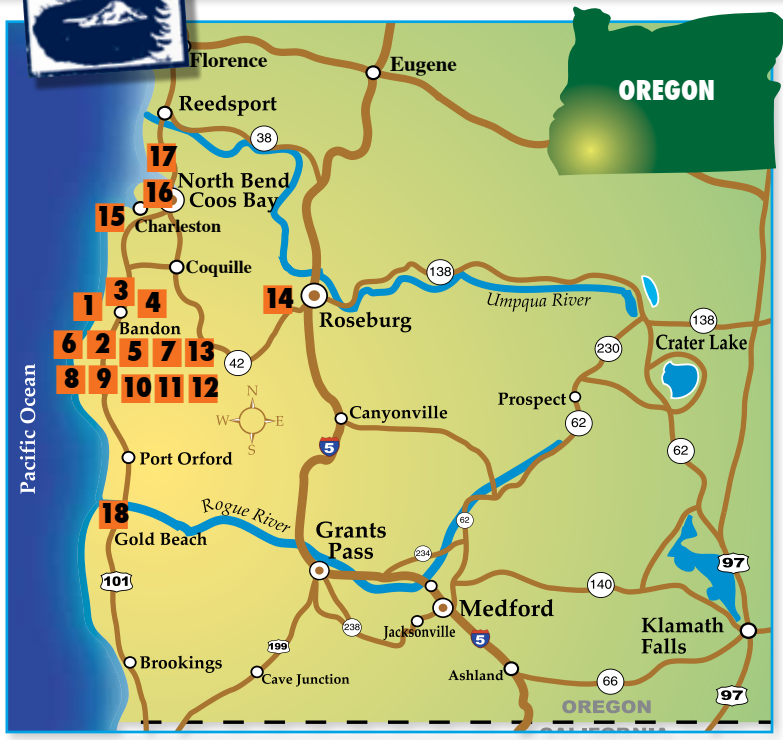 Florence
Eugene
OREGON
Reedsport
38
17
North Bend
16
Coos Bay
15
Charleston
Coquille
138
3
1
4
14
Umpqua River
Bandon
Roseburg
138
6
2
5
7
13
230
Crater Lake
42
8
9
10
11
12
N
W
E
S
Prospect
Canyonville
62
5
62
Pacific Ocean
Port Orford
18
Rogue River
62
Gold Beach
Grants
Pass
234
97
101
140
Medford
238
Jacksonville
5
Klamath
Falls
199
Brookings
Cave Junction
Ashland
66
97
OREGON
CALIFORNIA